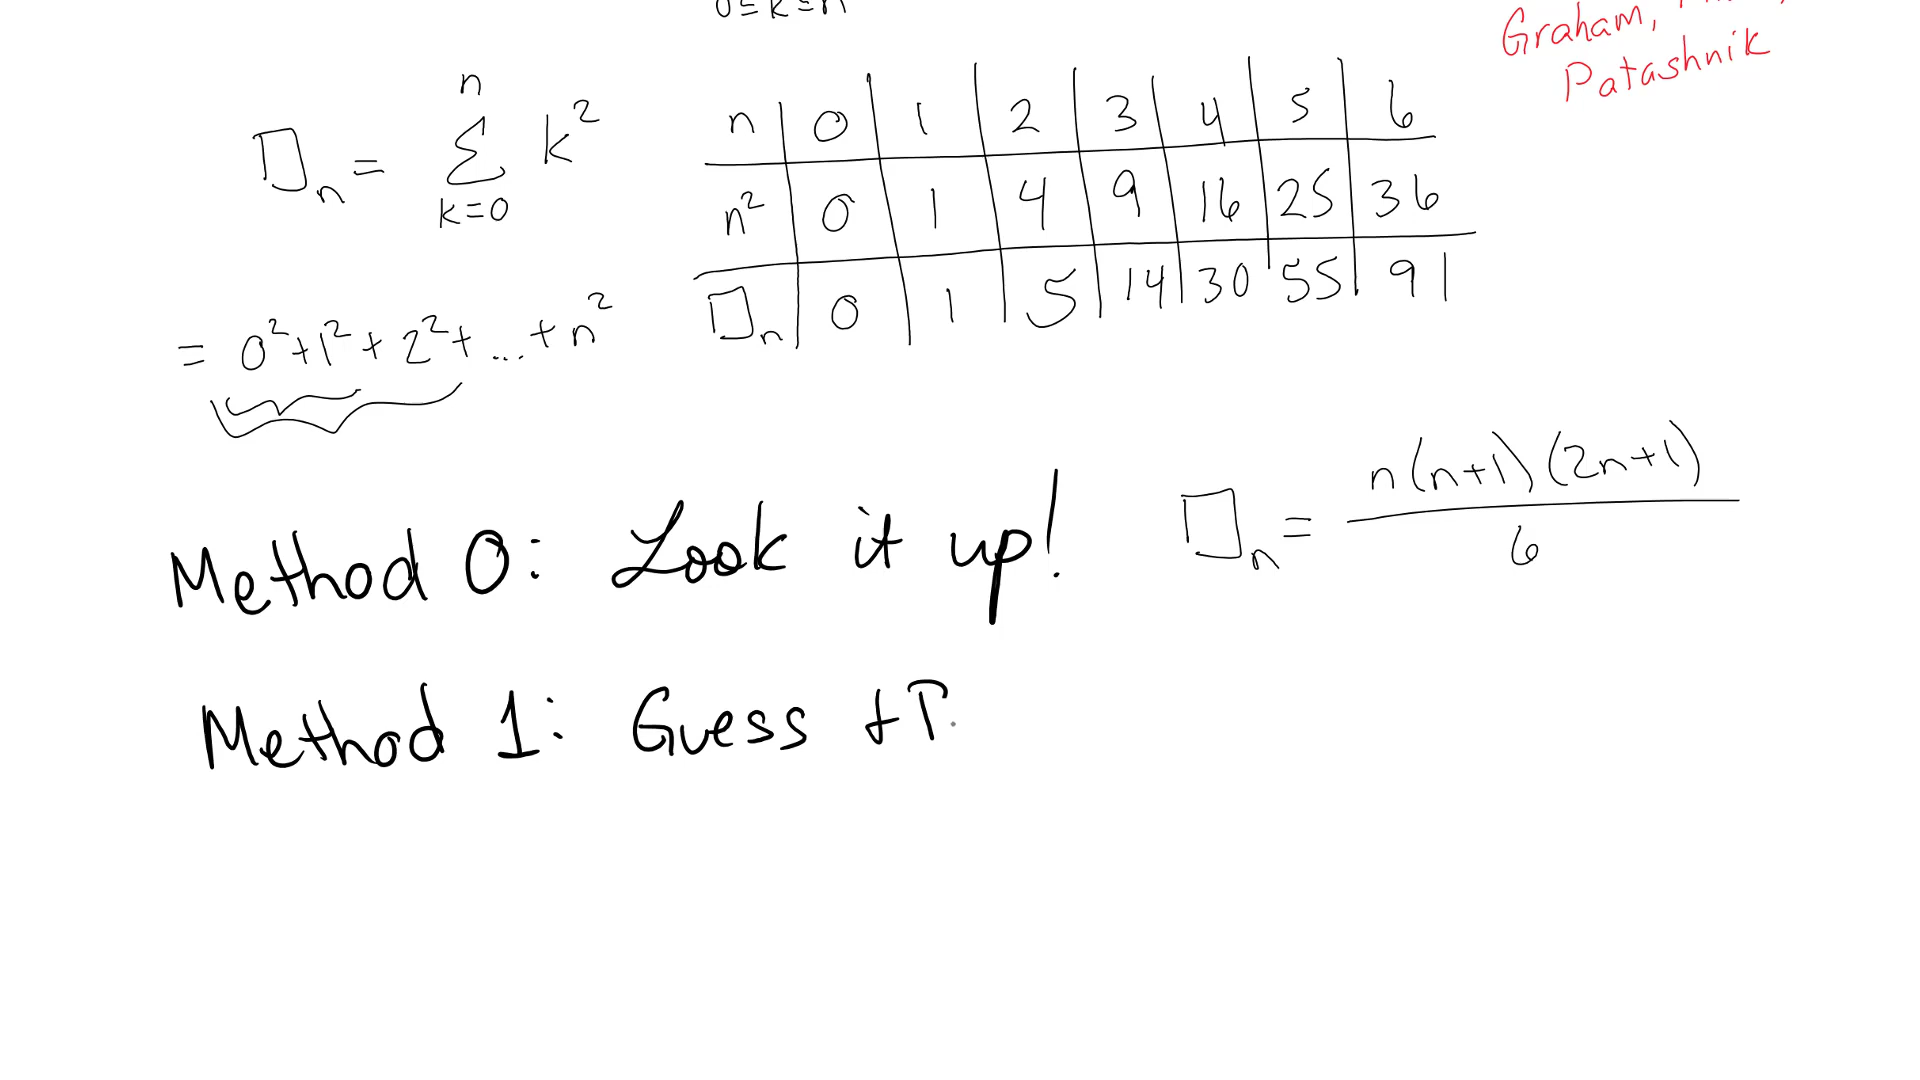 0≤k≤n
Graham,
Patashnik
□ₙ = Σ k² (k=0 to n)
n | 0 | 1 | 2 | 3 | 4 | 5 | 6
n² | 0 | 1 | 4 | 9 | 16 | 25 | 36
□ₙ | 0 | 1 | 5 | 14 | 30 | 55 | 91
= 0²+1²+2²+...+n²
□ₙ = n(n+1)(2n+1) / 6
Method 0: Look it up!
Method 1: Guess + P